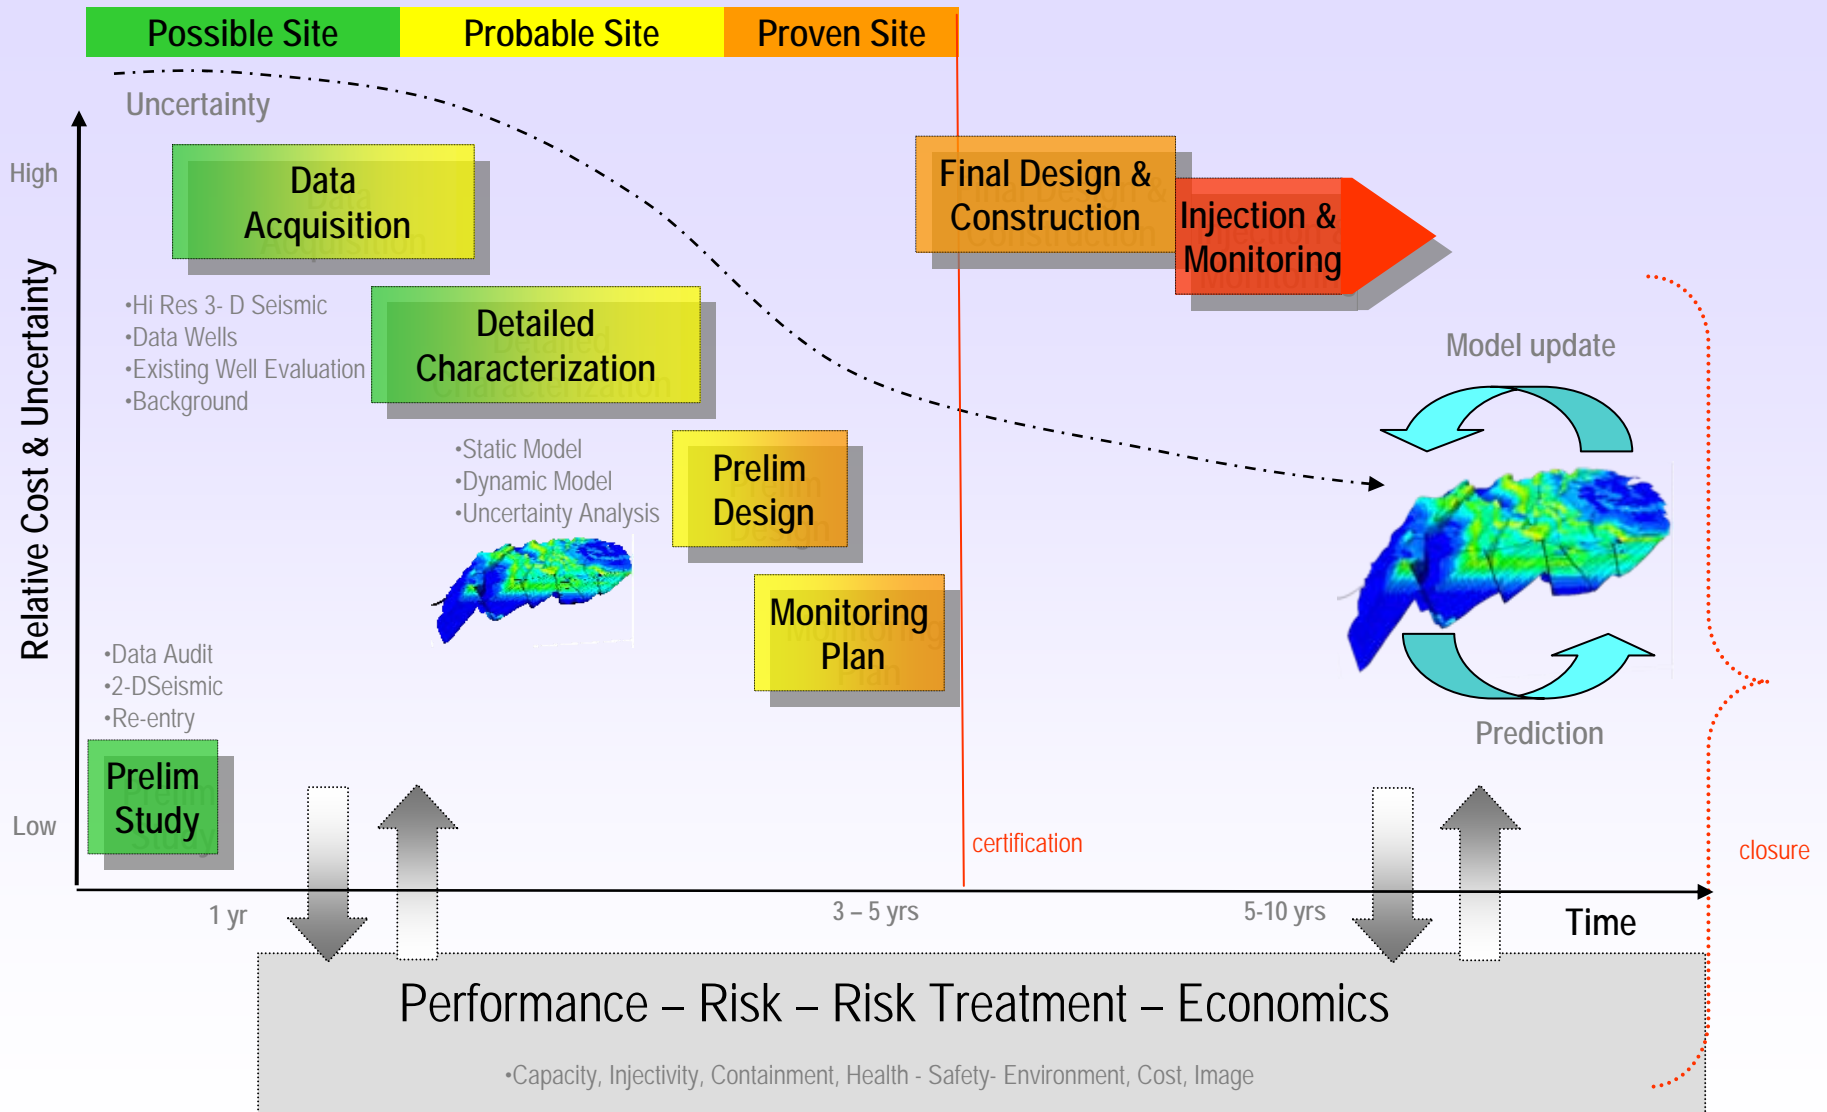 Possible Site
Probable Site
Proven Site
Uncertainty
High
Data
Acquisition
Final Design &
Construction
Injection &
Monitoring
•Hi Res 3- D Seismic
•Data Wells
•Existing Well Evaluation
•Background
Detailed
Characterization
Model update
Relative Cost & Uncertainty
•Static Model
•Dynamic Model
•Uncertainty Analysis
Prelim
Design
Monitoring
Plan
•Data Audit
•2-DSeismic
•Re-entry
Prediction
Prelim
Study
Low
certification
closure
1 yr
3 – 5 yrs
5-10 yrs
Time
Performance – Risk – Risk Treatment – Economics
•Capacity, Injectivity, Containment, Health - Safety- Environment, Cost, Image